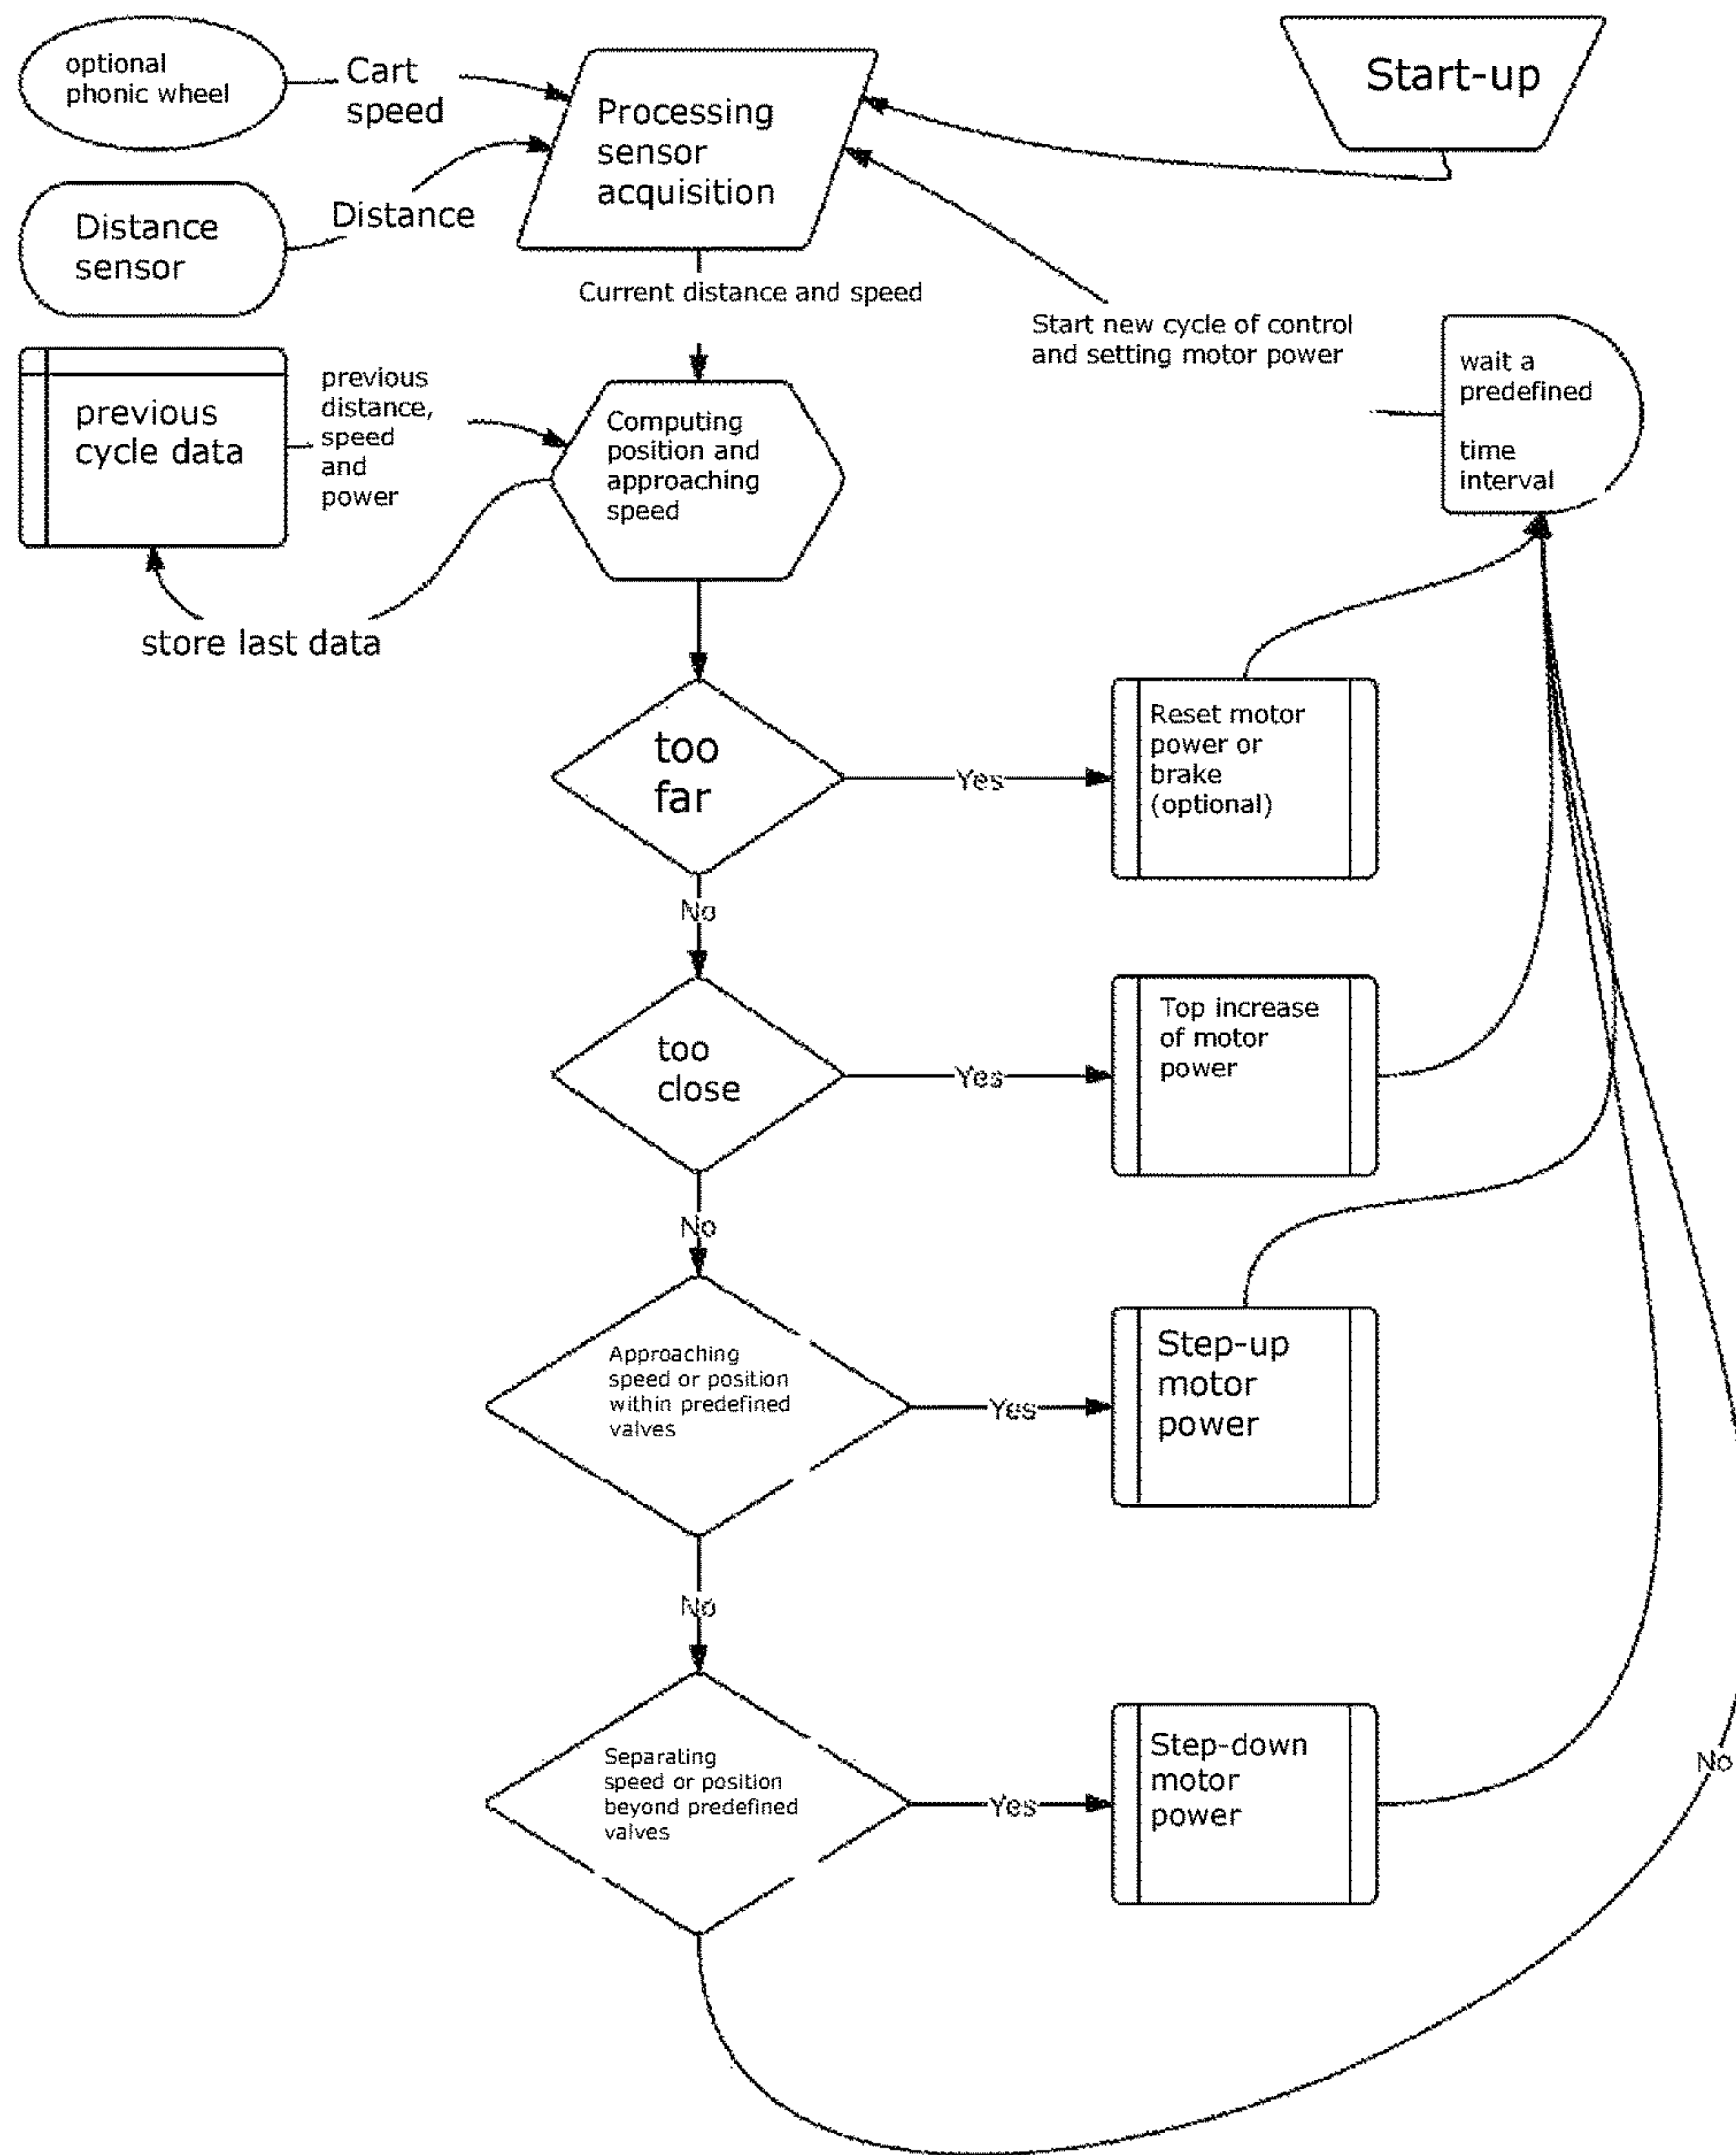 optional
phonic wheel
Cart
speed
Processing
sensor
acquisition
Start-up
Distance
sensor
Distance
Current distance and speed
Start new cycle of control
and setting motor power
wait a
predefined
time
interval
previous
cycle data
previous
distance,
speed
and
power
Computing
position and
approaching
speed
store last data
too
far
Yes
Reset motor
power or
brake
(optional)
No
too
close
Yes
Top increase
of motor
power
No
Approaching
speed or position
within predefined
valves
Yes
Step-up
motor
power
No
Separating
speed or position
beyond predefined
valves
Yes
Step-down
motor
power
No